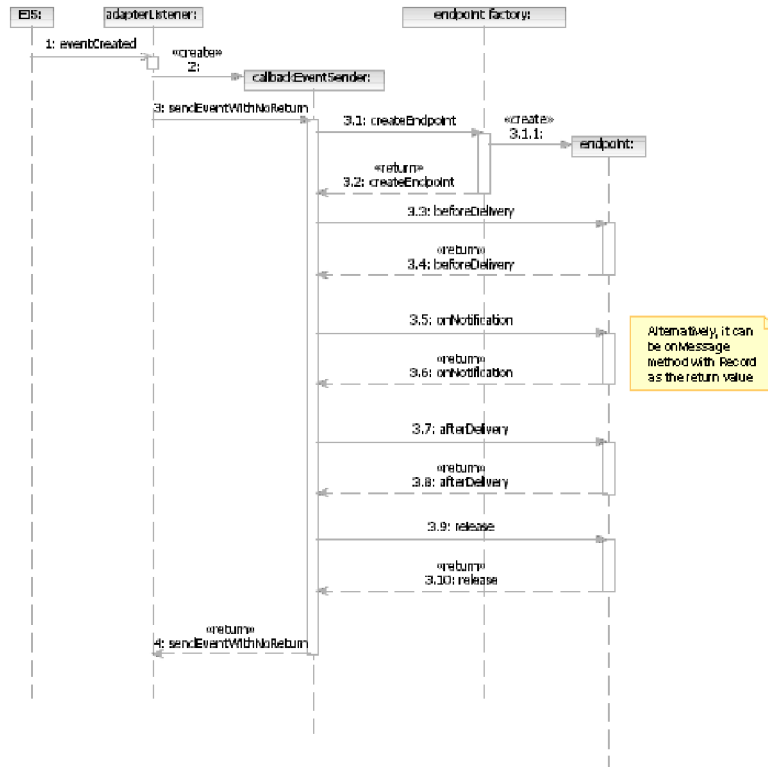 EIS:
adapterListener:
endpoint factory:
1: eventCreated
«create»
2:
callbackEventSender:
3: sendEventWithNoReturn
3.1: createEndpoint
«create»
3.1.1:
endpoint:
«return»
3.2: createEndpoint
3.3: beforeDelivery
«return»
3.4: beforeDelivery
3.5: onNotification
Alternatively, it can
be onMessage
method with Record
as the return value
«return»
3.6: onNotification
3.7: afterDelivery
«return»
3.8: afterDelivery
3.9: release
«return»
3.10: release
«return»
4: sendEventWithNoReturn